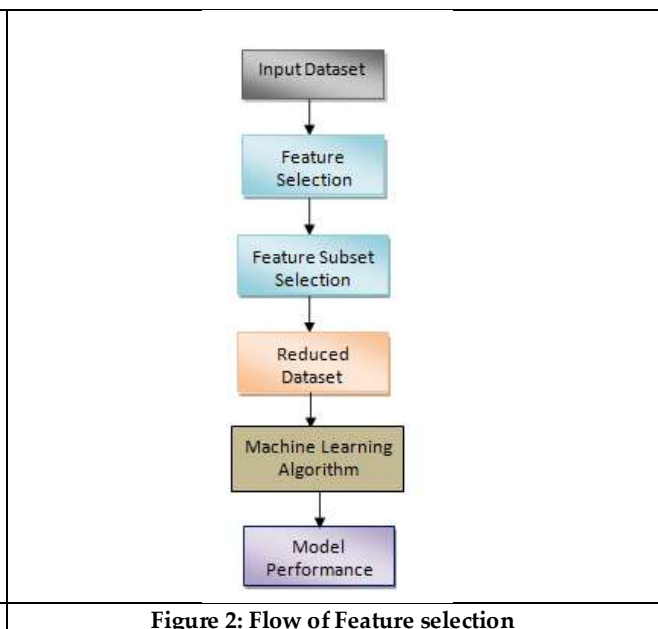 Input Dataset
Feature
Selection
Feature Subset
Selection
Reduced
Dataset
Machine Learning
Algorithm
Model
Performance
Figure 2: Flow of Feature selection